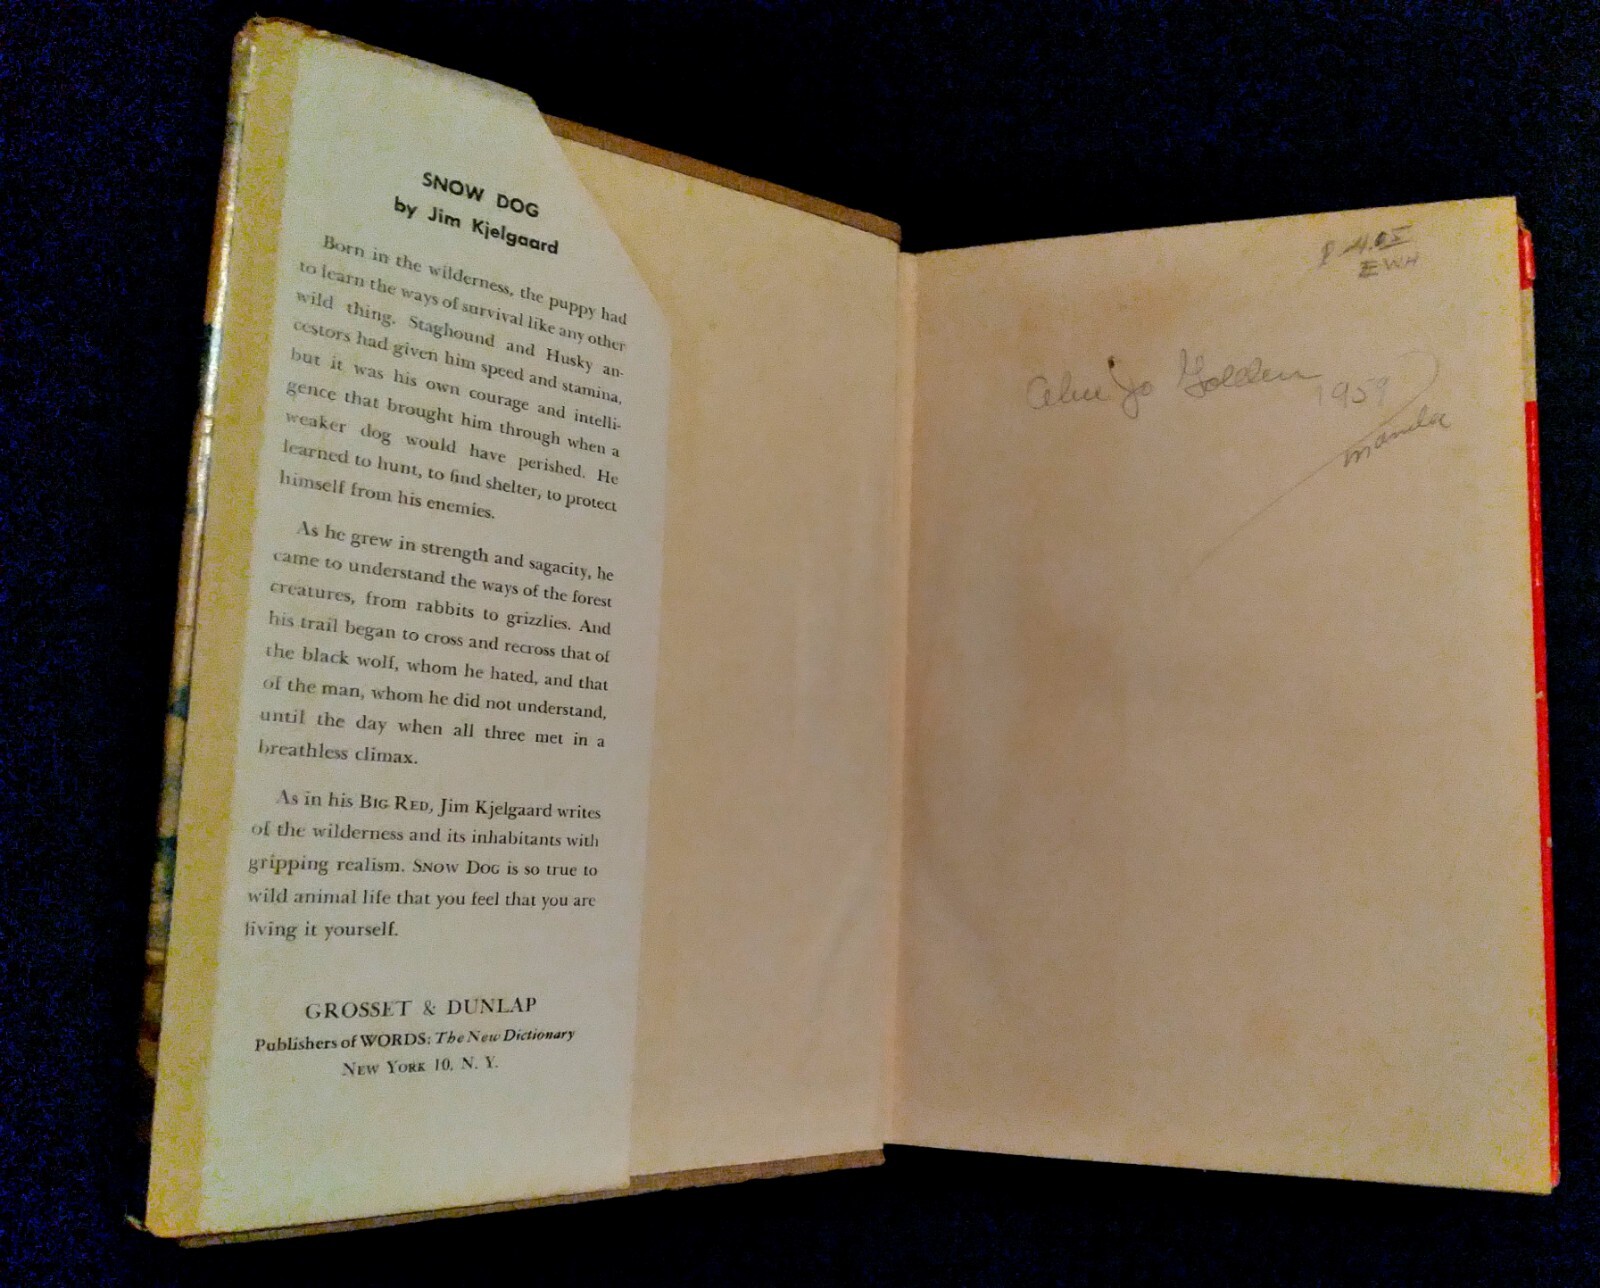 SNOW DOG
by Jim Kjelgaard
Born in the wilderness, the puppy had
to learn the ways of survival like any other
wild thing. Staghound and Husky an-
cestors had given him speed and stamina,
but it was his own courage and intelli-
gence that brought him through when a
weaker dog would have perished. He
learned to hunt, to find shelter, to protect
himself from his enemies.
As he grew in strength and sagacity, he
came to understand the ways of the forest
creatures, from rabbits to grizzlies. And
his trail began to cross and recross that of
the black wolf, whom he hated, and that
of the man, whom he did not understand,
until the day when all three met in a
breathless climax.
As in his BIG RED, Jim Kjelgaard writes
of the wilderness and its inhabitants with
gripping realism. SNOW DOG is so true to
wild animal life that you feel that you are
living it yourself.
GROSSET & DUNLAP
Publishers of WORDS: The New Dictionary
NEW YORK 10, N. Y.
EWH
Jo Golden 1959